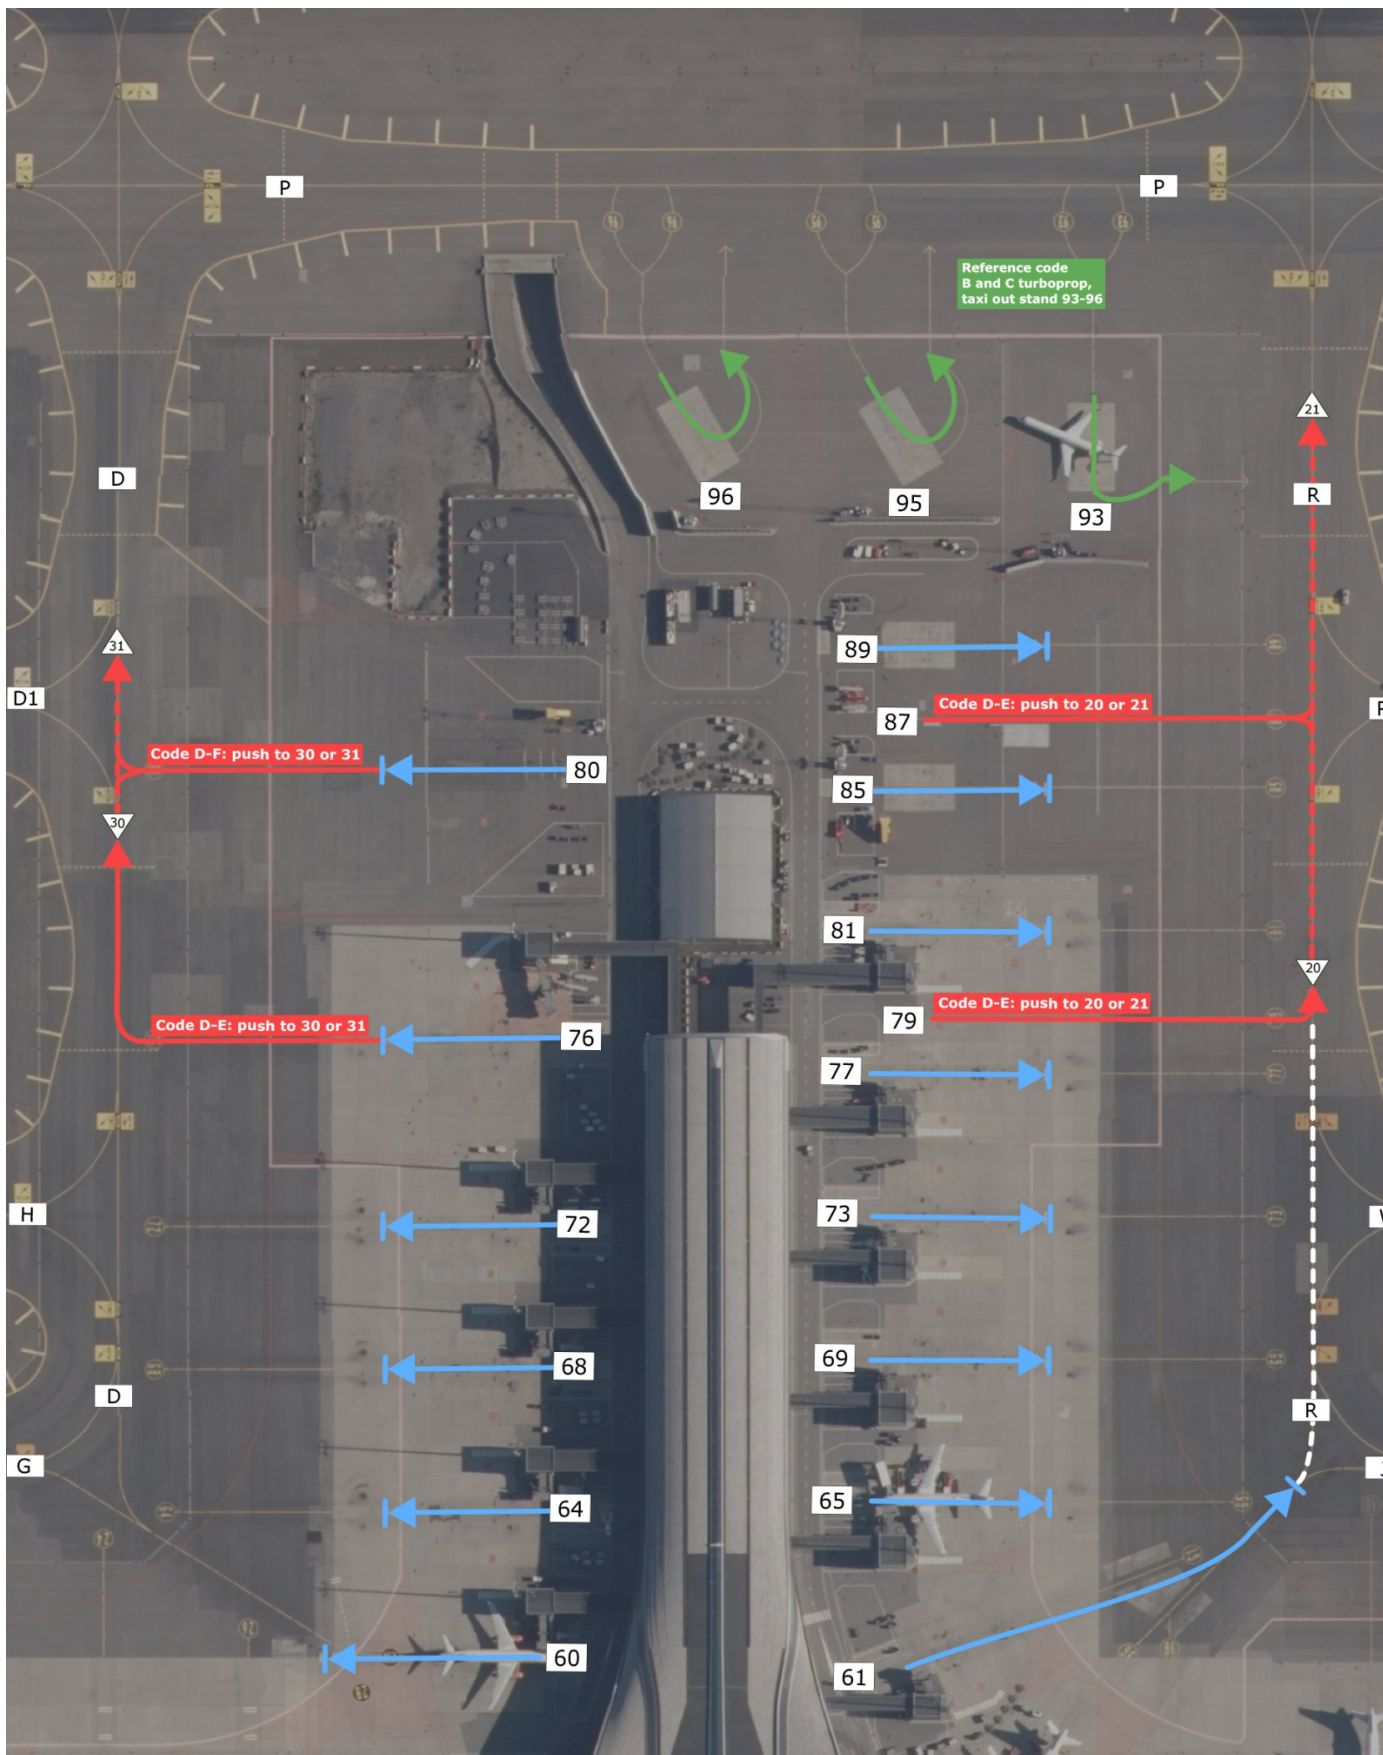 P
P
Reference code
B and C turboprop,
taxi out stand 93-96
21
D
R
96
95
93
31
89
D1
Code D-E: push to 20 or 21
87
Code D-F: push to 30 or 31
80
85
30
81
20
Code D-E: push to 20 or 21
79
Code D-E: push to 30 or 31
76
77
H
72
73
68
69
D
R
G
64
65
60
61